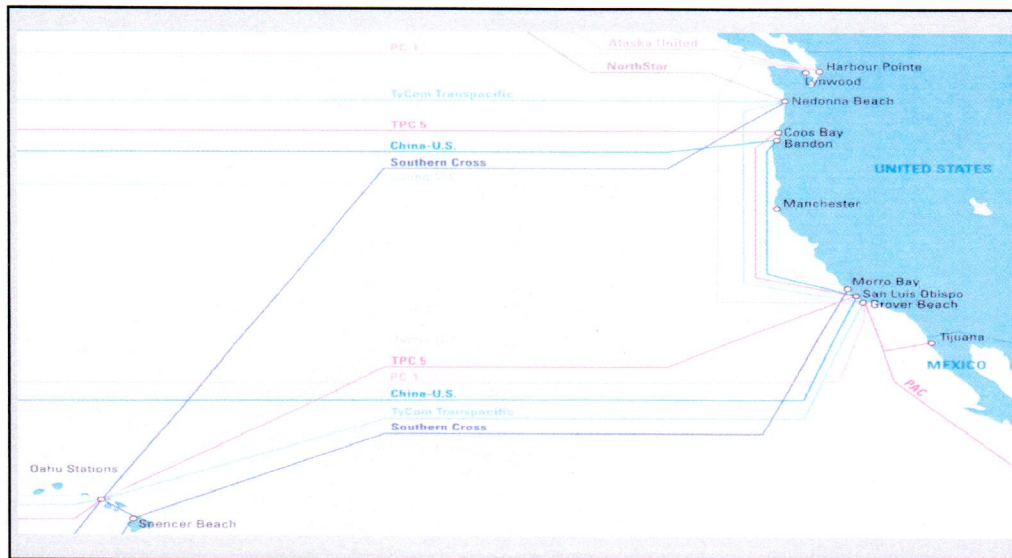 PC-1
Alaska United
NorthStar
Harbour Pointe
Lynwood
TyCom Transpacific
Nedonna Beach
TPC 5
Coos Bay
China-U.S.
Bandon
Southern Cross
UNITED STATES
Manchester
Morro Bay
San Luis Obispo
Grover Beach
Tijuana
TPC 5
MEXICO
PC-1
PAC
China-U.S.
TyCom Transpacific
Southern Cross
Oahu Stations
Spencer Beach